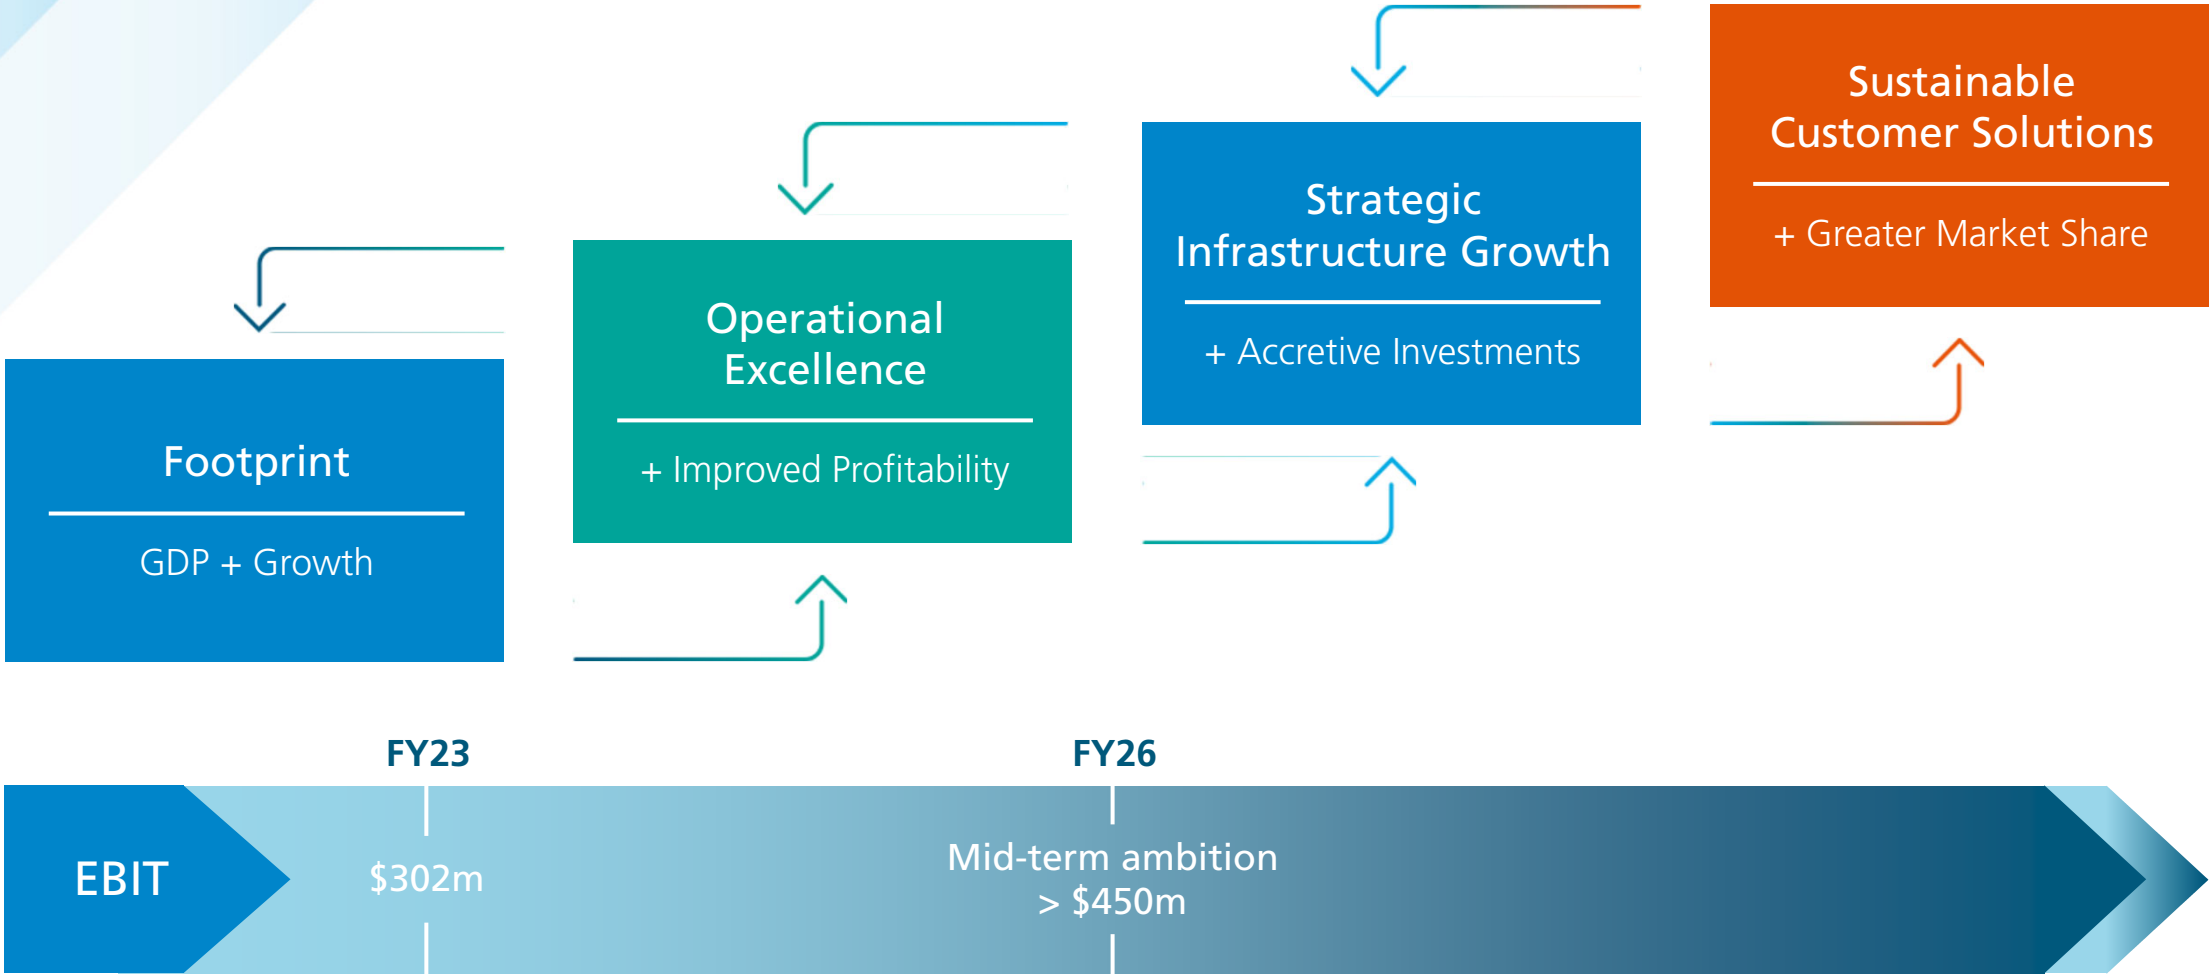 Footprint
GDP + Growth
Operational
Excellence
+ Improved Profitability
Strategic
Infrastructure Growth
+ Accretive Investments
Sustainable
Customer Solutions
+ Greater Market Share
FY23
FY26
EBIT
$302m
Mid-term ambition
> $450m